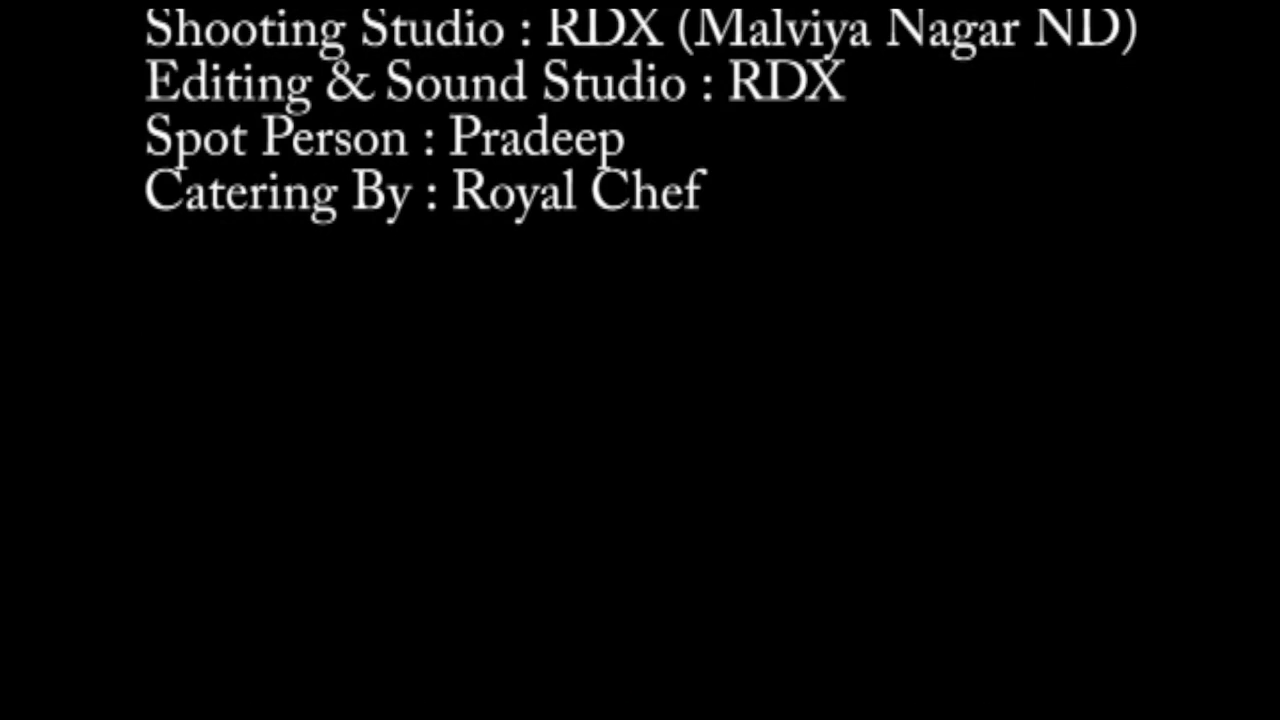 Shooting Studio : RDX (Malviya Nagar ND)
Editing & Sound Studio : RDX
Spot Person : Pradeep
Catering By : Royal Chef